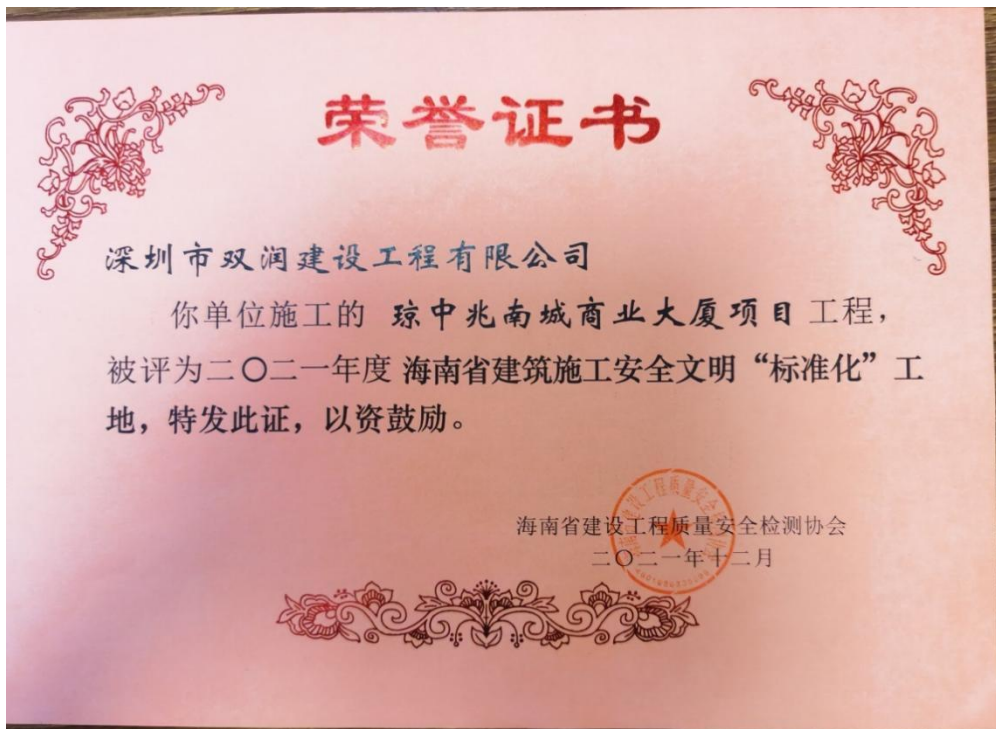 荣誉证书
深圳市双润建设工程有限公司
你单位施工的 琼中兆南城商业大厦项目 工程，
被评为二〇二一年度 海南省建筑施工安全文明“标准化”工
地，特发此证，以资鼓励。
海南省建设工程质量安全检测协会
二〇二一年十二月